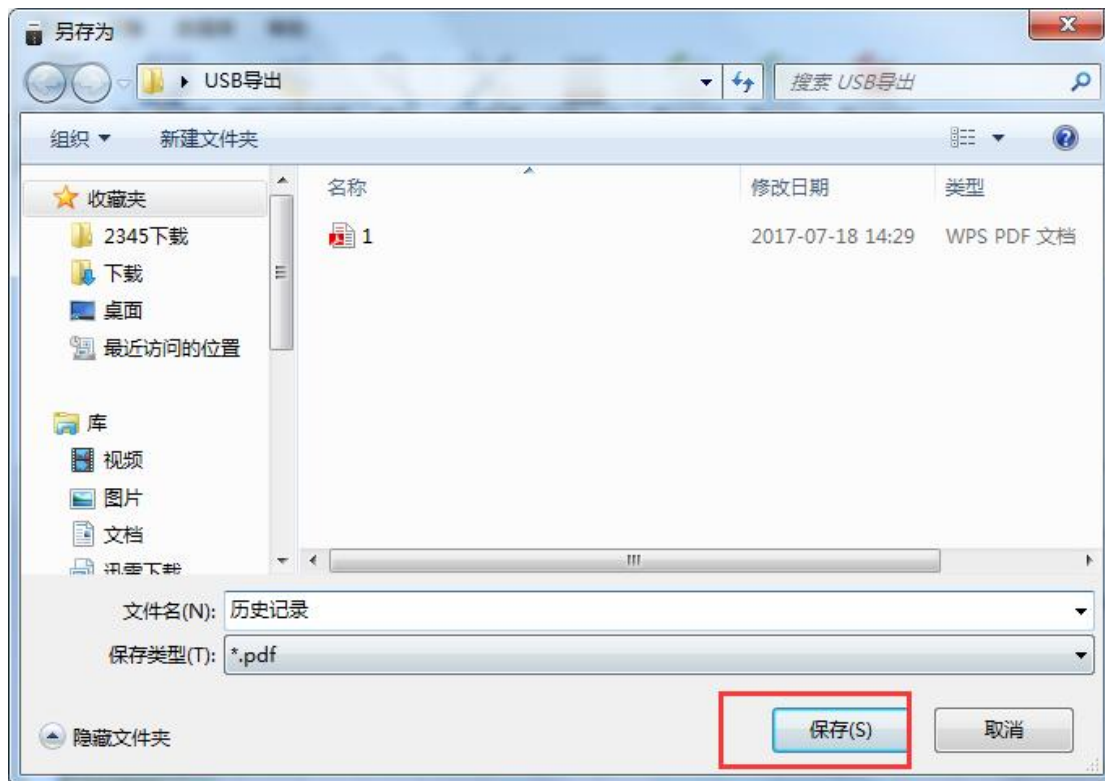 另存为
USB导出
搜索 USB导出
组织
新建文件夹
名称 修改日期 类型
收藏夹
2345下载
下载
桌面
最近访问的位置
库
视频
图片
文档
迅雷下载
1 2017-07-18 14:29 WPS PDF 文档
文件名(N): 历史记录
保存类型(T): *.pdf
隐藏文件夹
保存(S)
取消